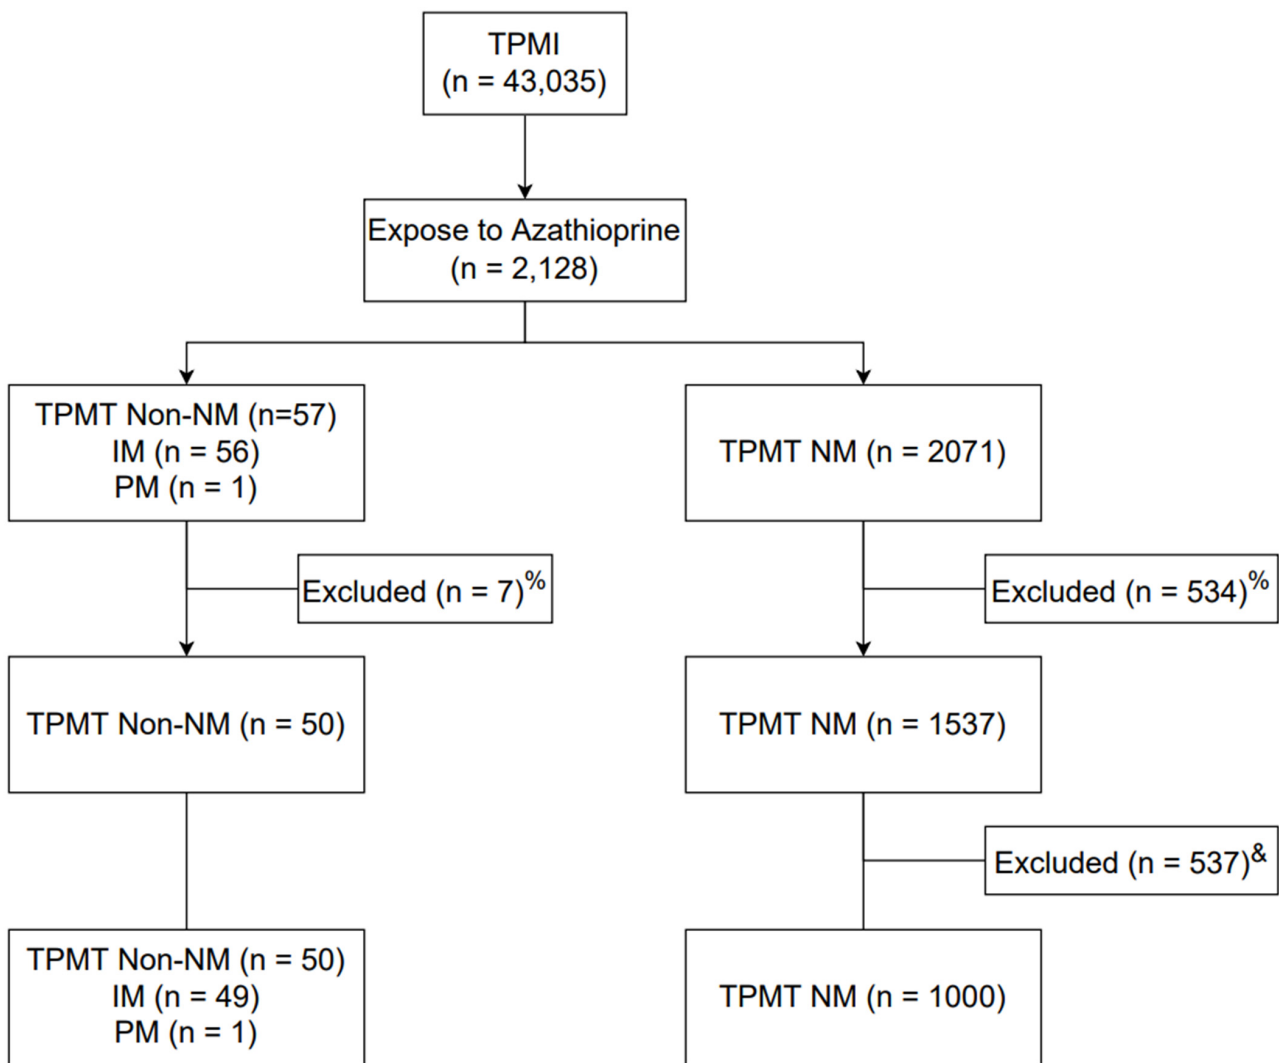 TPMI
(n = 43,035)
Expose to Azathioprine
(n = 2,128)
TPMT Non-NM (n=57)
IM (n = 56)
PM (n = 1)
TPMT NM (n = 2071)
Excluded (n = 7)%
Excluded (n = 534)%
TPMT Non-NM (n = 50)
TPMT NM (n = 1537)
Excluded (n = 537)&
TPMT Non-NM (n = 50)
IM (n = 49)
PM (n = 1)
TPMT NM (n = 1000)